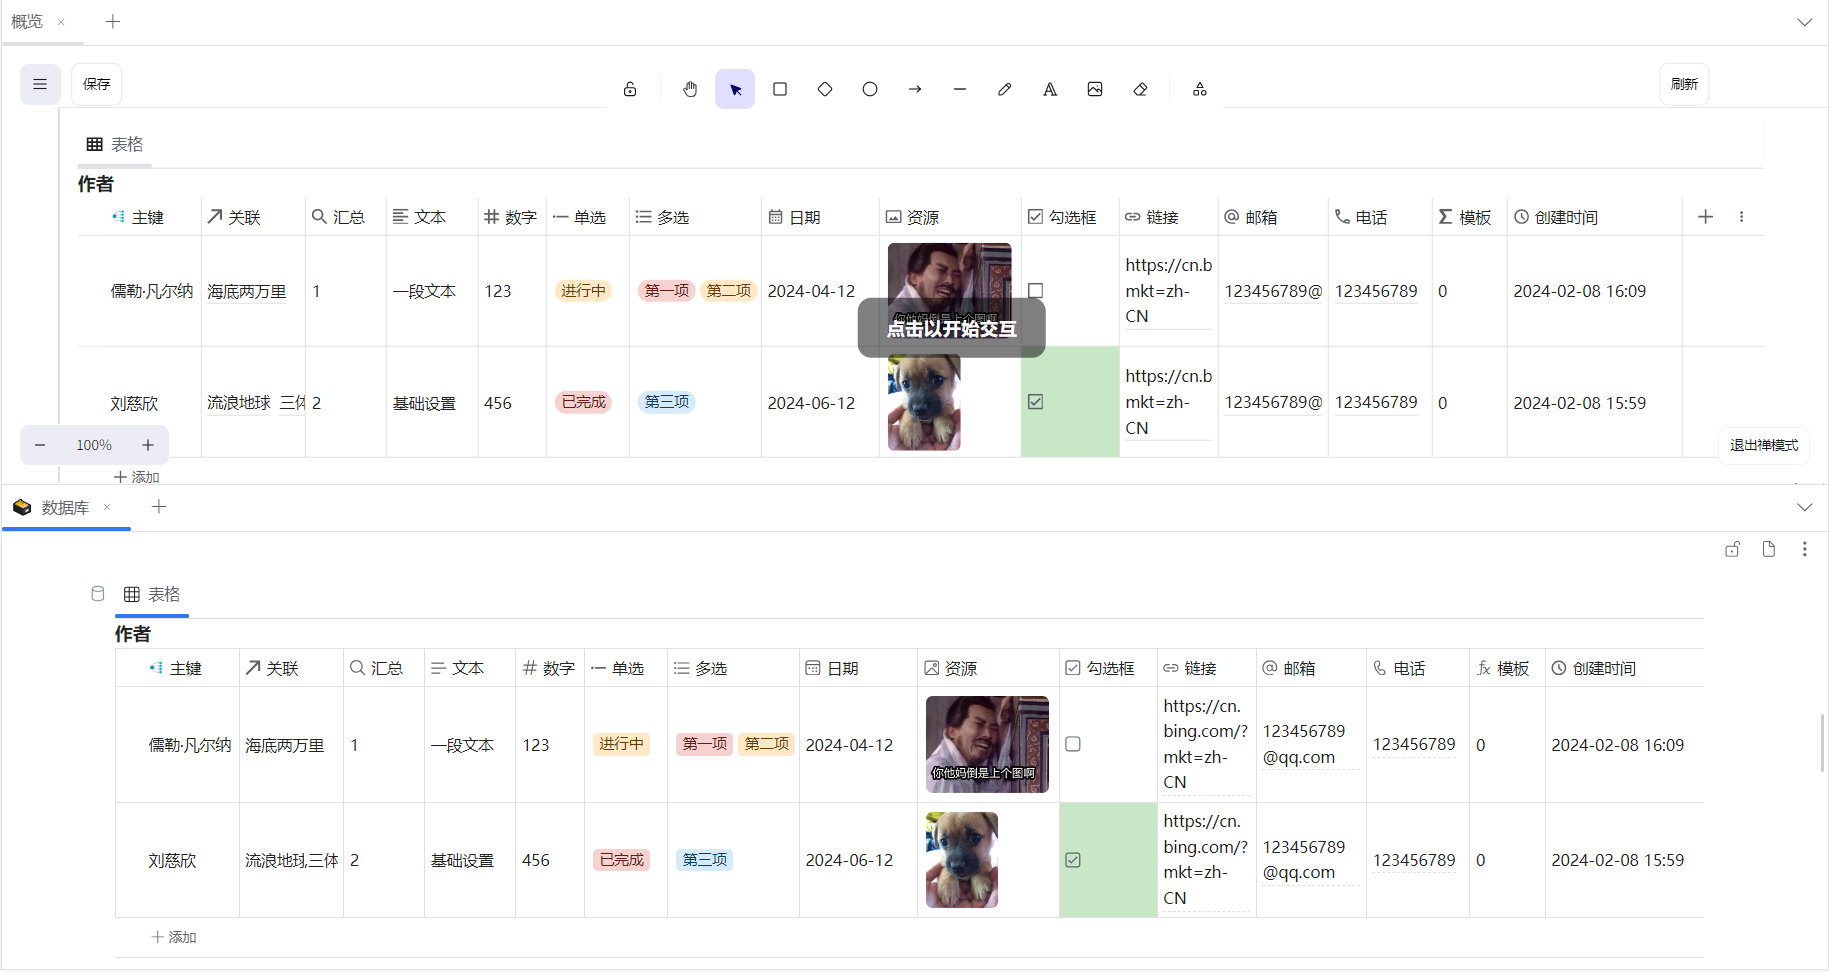 概览
保存
刷新
表格
作者
主键 关联 汇总 文本 数字 单选 多选 日期 资源 勾选框 链接 邮箱 电话 模板 创建时间
儒勒·凡尔纳 海底两万里 1 一段文本 123 进行中 第一项 第二项 2024-04-12 你他妈倒是上个图啊 https://cn.b
mkt=zh-
CN 123456789@ 123456789 0 2024-02-08 16:09
点击以开始交互
刘慈欣 流浪地球 三体 2 基础设置 456 已完成 第三项 2024-06-12 https://cn.b
mkt=zh-
CN 123456789@ 123456789 0 2024-02-08 15:59
100%
退出禅模式
添加
数据库
表格
作者
主键 关联 汇总 文本 数字 单选 多选 日期 资源 勾选框 链接 邮箱 电话 模板 创建时间
儒勒·凡尔纳 海底两万里 1 一段文本 123 进行中 第一项 第二项 2024-04-12 你他妈倒是上个图啊 https://cn.
bing.com/?
mkt=zh-
CN 123456789
@qq.com 123456789 0 2024-02-08 16:09
刘慈欣 流浪地球,三体 2 基础设置 456 已完成 第三项 2024-06-12 https://cn.
bing.com/?
mkt=zh-
CN 123456789
@qq.com 123456789 0 2024-02-08 15:59
添加